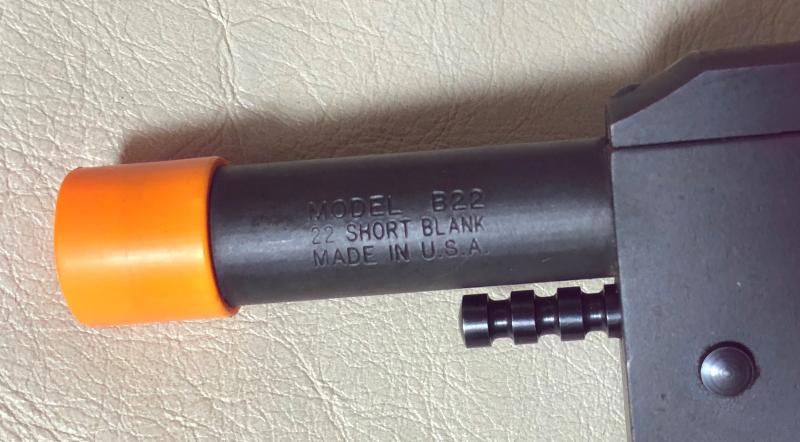 MODEL B22
22 SHORT BLANK
MADE IN U.S.A.